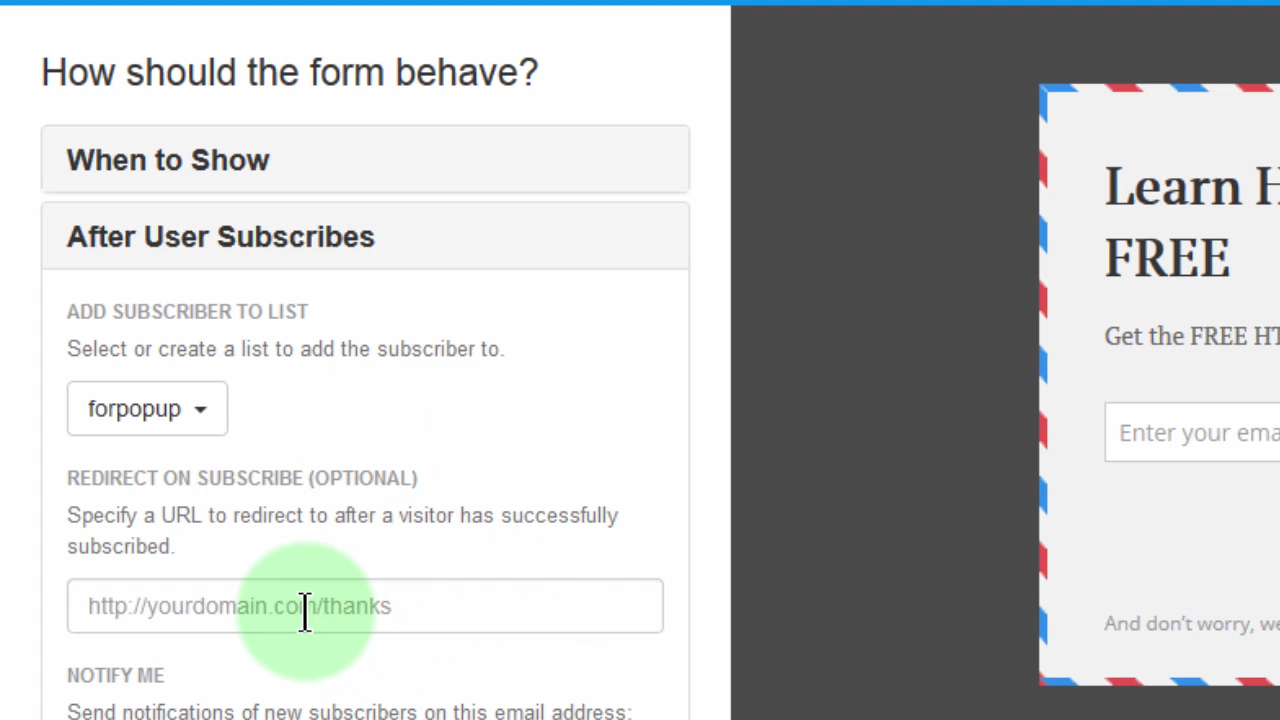 How should the form behave?
When to Show
After User Subscribes
ADD SUBSCRIBER TO LIST
Select or create a list to add the subscriber to.
forpopup
REDIRECT ON SUBSCRIBE (OPTIONAL)
Specify a URL to redirect to after a visitor has successfully
subscribed.
http://yourdomain.com/thanks
NOTIFY ME
Send notifications of new subscribers on this email address:
Learn H
FREE
Get the FREE HT
Enter your ema
And don't worry, we